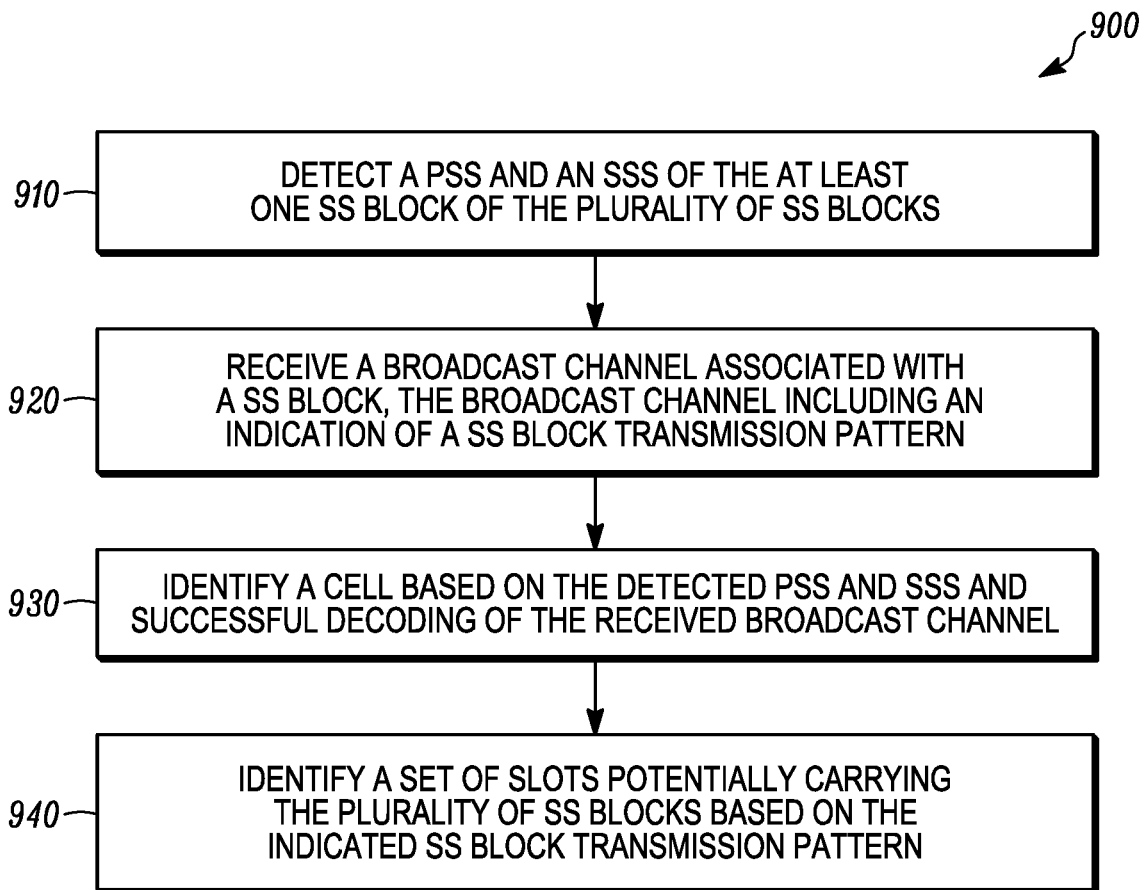 900
910
DETECT A PSS AND AN SSS OF THE AT LEAST
ONE SS BLOCK OF THE PLURALITY OF SS BLOCKS
920
RECEIVE A BROADCAST CHANNEL ASSOCIATED WITH
A SS BLOCK, THE BROADCAST CHANNEL INCLUDING AN
INDICATION OF A SS BLOCK TRANSMISSION PATTERN
930
IDENTIFY A CELL BASED ON THE DETECTED PSS AND SSS AND
SUCCESSFUL DECODING OF THE RECEIVED BROADCAST CHANNEL
940
IDENTIFY A SET OF SLOTS POTENTIALLY CARRYING
THE PLURALITY OF SS BLOCKS BASED ON THE
INDICATED SS BLOCK TRANSMISSION PATTERN